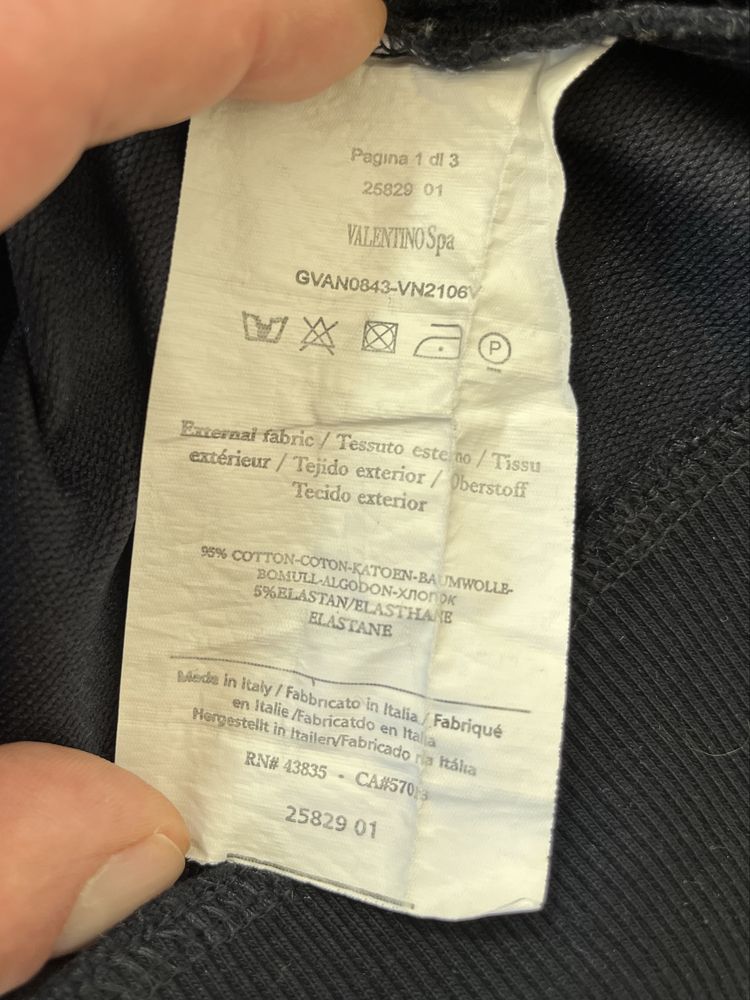 Pagina 1 di 3
25829 01
VALENTINO Spa
GVAN0843-VN2106V
P
External fabric / Tessuto esterno / Tissu
extérieur / Tejido exterior / Oberstoff
Tecido exterior
95% COTTON-COTON-KATOEN-BAUMWOLLE-
BOMULL-ALGODON-ХЛОПОК
5%ELASTAN/ELASTHANE
ELASTANE
Made in Italy / Fabbricato in Italia / Fabriqué
en Italie /Fabricatdo en Italia
Hergestellt in Itailen/Fabricado na Itália
RN# 43835 - CA#570
25829 01